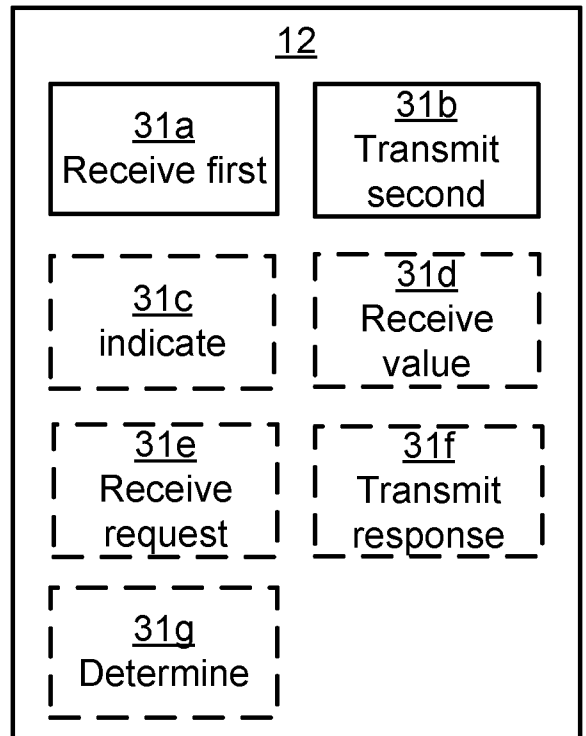 12
31a
Receive first
31b
Transmit
second
31c
indicate
31d
Receive
value
31e
Receive
request
31f
Transmit
response
31g
Determine